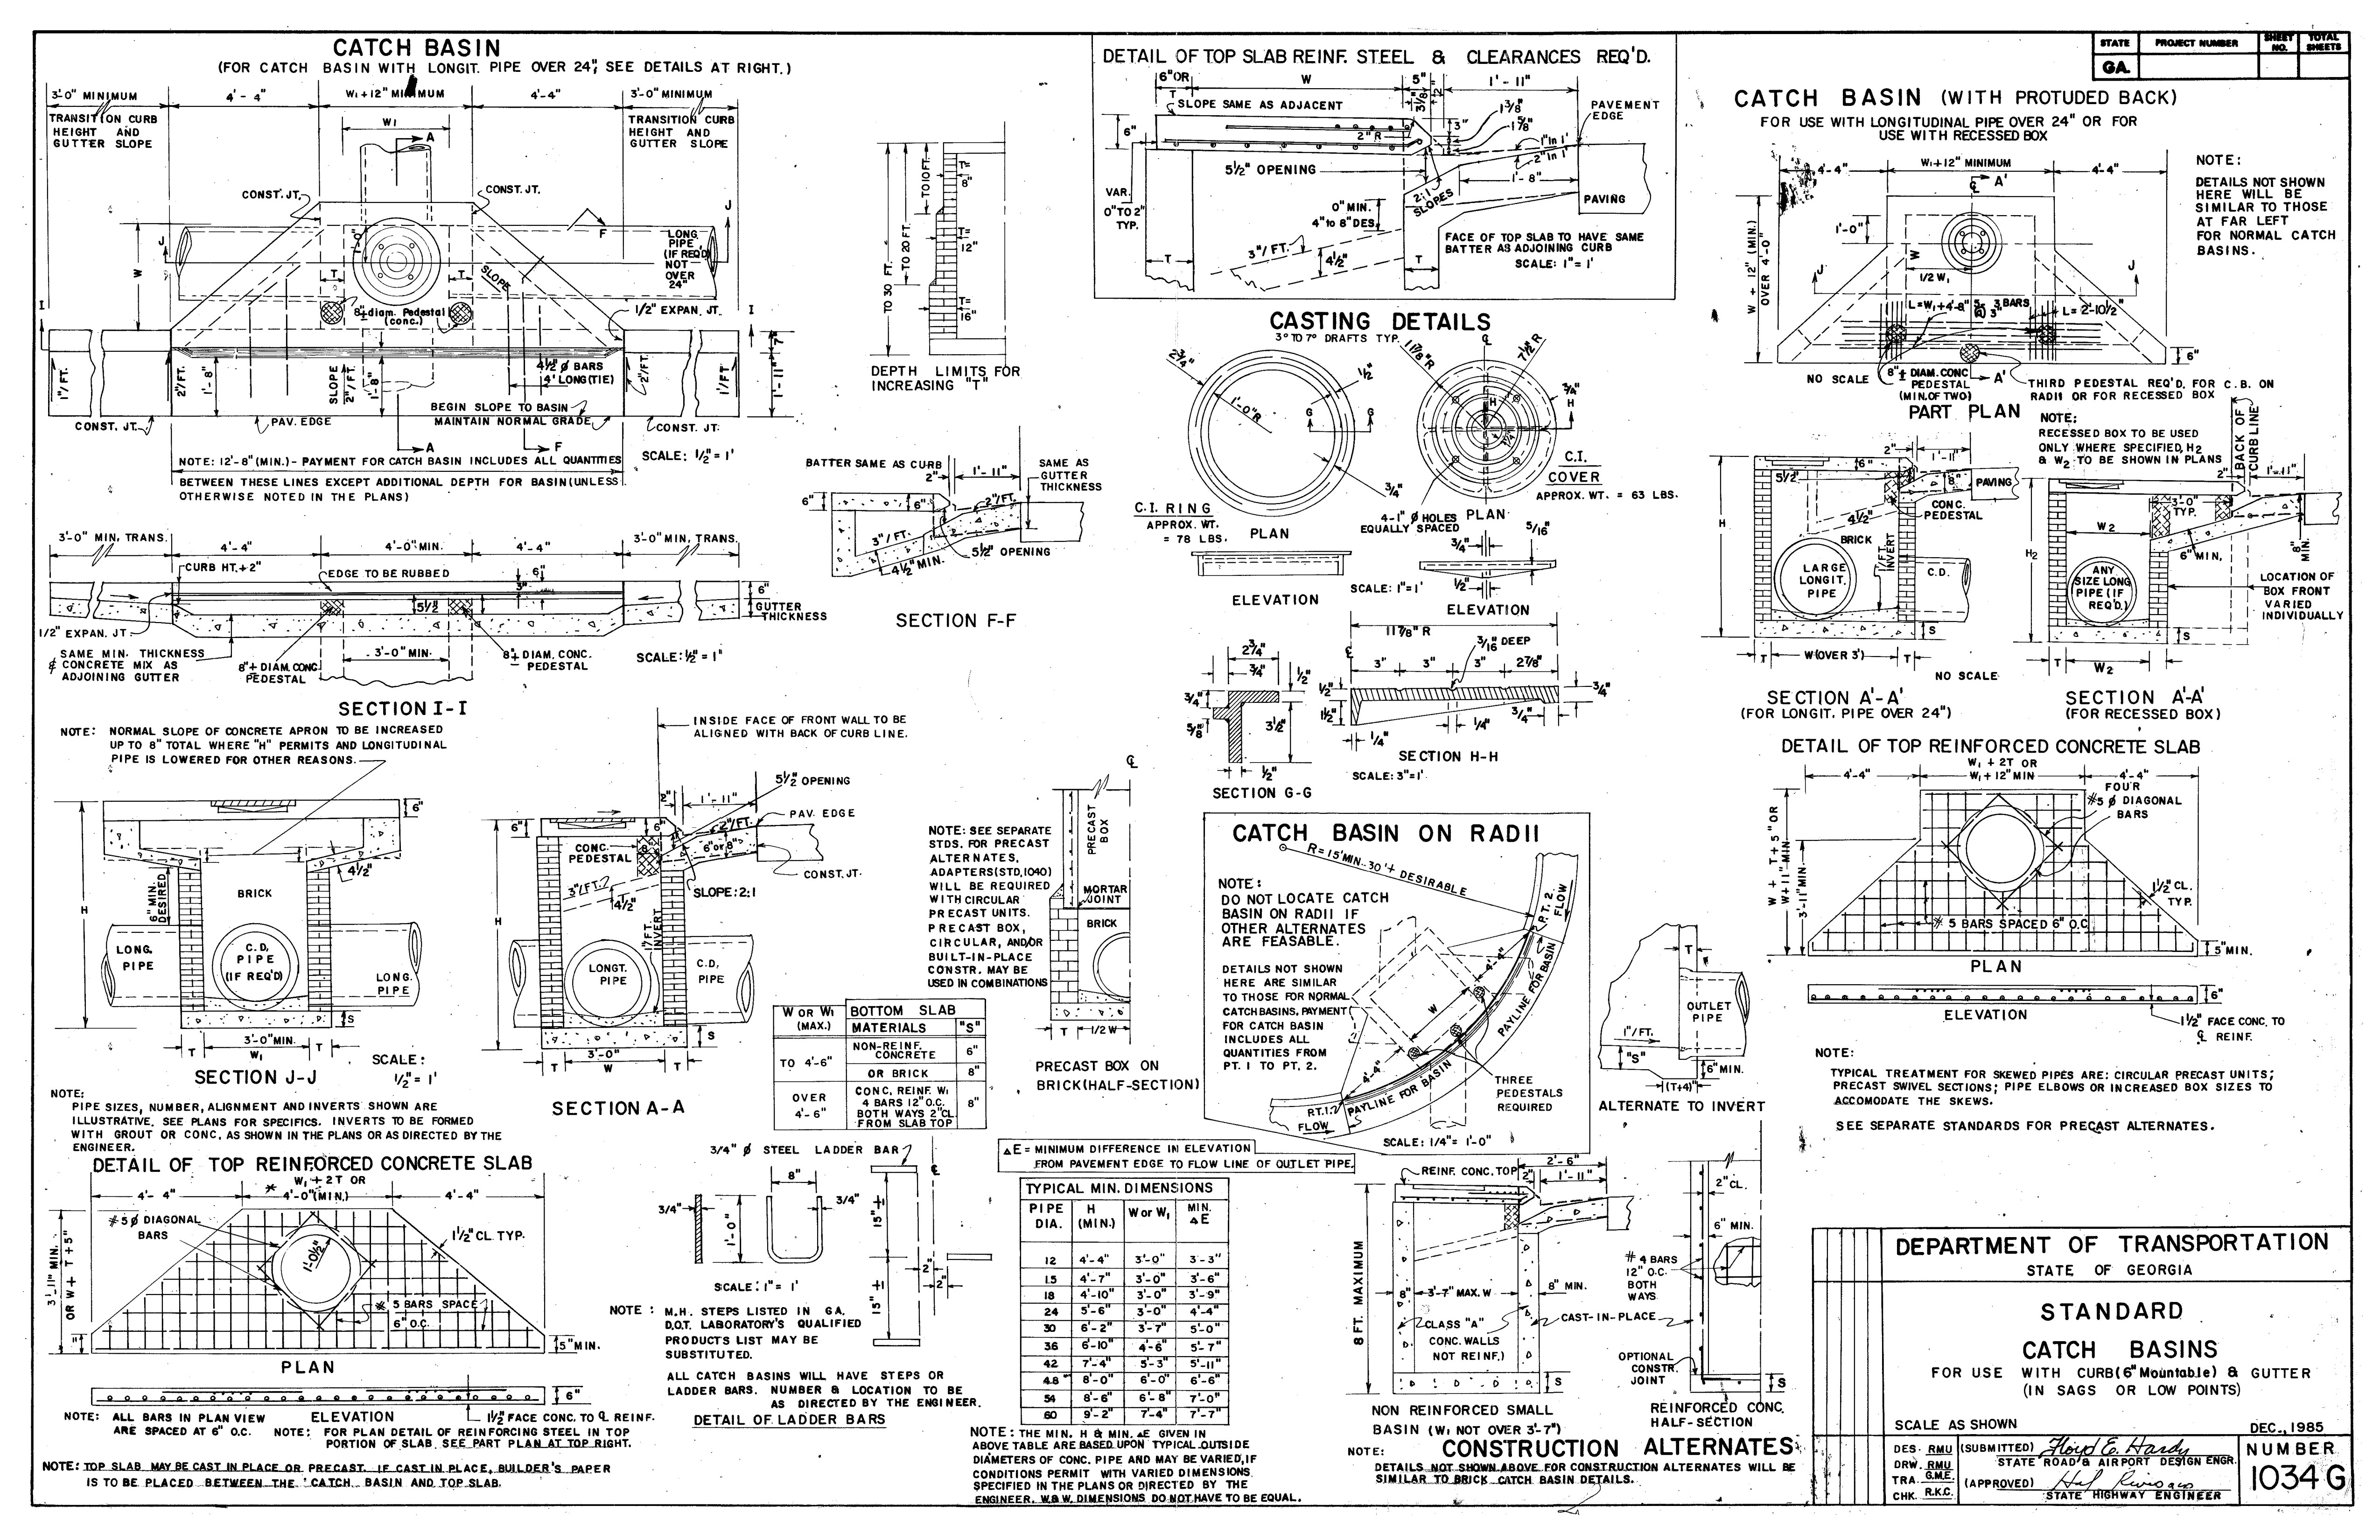 CATCH BASIN
(FOR CATCH BASIN WITH LONGIT. PIPE OVER 24", SEE DETAILS AT RIGHT.)
3'-0" MINIMUM
4'-4"
W1+12" MINIMUM
4'-4"
3'-0" MINIMUM
TRANSITION CURB
HEIGHT AND
GUTTER SLOPE
W1
A
TRANSITION CURB
HEIGHT AND
GUTTER SLOPE
CONST. JT.
CONST. JT.
J
J
F
W
1'-0"
LONG.
PIPE
(IF REQ'D)
NOT
OVER
24"
T
T
SLOPE
8"± diam. Pedestal
(conc.)
1/2" EXPAN. JT.
I
I
7"
1'-11"
1"/FT.
2"/FT.
1'-8"
SLOPE
2"/FT.
1'-8"
4 1/2 ϕ BARS
4' LONG(TIE)
2"/FT.
1"/FT.
BEGIN SLOPE TO BASIN
MAINTAIN NORMAL GRADE
CONST. JT.
PAV. EDGE
CONST. JT.
A
F
NOTE: 12'-8"(MIN.)- PAYMENT FOR CATCH BASIN INCLUDES ALL QUANTITIES
BETWEEN THESE LINES EXCEPT ADDITIONAL DEPTH FOR BASIN(UNLESS
OTHERWISE NOTED IN THE PLANS)
SCALE: 1/2"= 1'
3'-0" MIN, TRANS.
4'-4"
4'-0" MIN.
4'-4"
3'-0" MIN, TRANS.
CURB HT.+2"
EDGE TO BE RUBBED
6"
3"
5 1/2
6"
GUTTER
THICKNESS
1/2" EXPAN. JT.
SAME MIN. THICKNESS
¢ CONCRETE MIX AS
ADJOINING GUTTER
8"± DIAM. CONC.
PEDESTAL
3'-0" MIN.
8"± DIAM. CONC.
PEDESTAL
SCALE: 1/2"= 1"
SECTION I-I
NOTE: NORMAL SLOPE OF CONCRETE APRON TO BE INCREASED
UP TO 8" TOTAL WHERE "H" PERMITS AND LONGITUDINAL
PIPE IS LOWERED FOR OTHER REASONS.
6"
H
6" MIN.
DESIRED
4 1/2"
BRICK
LONG.
PIPE
C.D,
PIPE
(IF REQ'D)
LONG.
PIPE
S
T
3'-0" MIN.
W1
T
SCALE:
1/2"= 1'
SECTION J-J
NOTE:
PIPE SIZES, NUMBER, ALIGNMENT AND INVERTS SHOWN ARE
ILLUSTRATIVE. SEE PLANS FOR SPECIFICS. INVERTS TO BE FORMED
WITH GROUT OR CONC. AS SHOWN IN THE PLANS OR AS DIRECTED BY THE
ENGINEER.
DETAIL OF TOP REINFORCED CONCRETE SLAB
W1 + 2T OR
4'-4"
* 4'-0"(MIN.)
4'-4"
#5ϕ DIAGONAL
BARS
1'-0 1/2"
1 1/2" CL. TYP.
# 5 BARS SPACE
6" O.C.
3'-11" MIN.
OR W + T + 5"
5" MIN.
PLAN
6"
ELEVATION
1 1/2" FACE CONC. TO ℄ REINF.
NOTE: ALL BARS IN PLAN VIEW
ARE SPACED AT 6" O.C.
NOTE: FOR PLAN DETAIL OF REINFORCING STEEL IN TOP
PORTION OF SLAB, SEE PART PLAN AT TOP RIGHT.
NOTE: TOP SLAB MAY BE CAST IN PLACE OR PRECAST. IF CAST IN PLACE, BUILDER'S PAPER
IS TO BE PLACED BETWEEN THE CATCH BASIN AND TOP SLAB.
TO 10 FT.
TO 20 FT.
TO 30 FT.
T=
8"
T=
12"
T=
16"
DEPTH LIMITS FOR
INCREASING "T"
BATTER SAME AS CURB
2"
1'-11"
SAME AS
GUTTER
THICKNESS
6"
6"
2"/FT.
3"/FT.
4 1/2" MIN.
5 1/2" OPENING
SECTION F-F
INSIDE FACE OF FRONT WALL TO BE
ALIGNED WITH BACK OF CURB LINE.
5 1/2" OPENING
2"
1'-11"
PAV. EDGE
6"
6"
2"/FT.
CONC.
PEDESTAL
8"
6" or 8"
CONST. JT.
SLOPE: 2:1
3"/FT.?
4 1/2"
H
1"/FT.
INVERT
LONGT.
PIPE
C.D,
PIPE
S
T
3'-0"
W
T
SECTION A-A
NOTE: SEE SEPARATE
STDS. FOR PRECAST
ALTERNATES,
ADAPTERS(STD,1040)
WILL BE REQUIRED
WITH CIRCULAR
PRECAST UNITS.
PRECAST BOX,
CIRCULAR, AND/OR
BUILT-IN-PLACE
CONSTR. MAY BE
USED IN COMBINATIONS
W OR W1
(MAX.)
BOTTOM SLAB
MATERIALS "S"
TO 4'-6"
NON-REINF.
CONCRETE 6"
OR BRICK 8"
OVER
4'-6"
CONC. REINF. W1
4 BARS 12" O.C.
BOTH WAYS 2"CL.
FROM SLAB TOP
8"
℄
PRECAST
BOX
MORTAR
JOINT
BRICK
T
1/2 W
PRECAST BOX ON
BRICK(HALF-SECTION)
3/4" ϕ STEEL LADDER BAR
℄
8"
3/4"
3/4"
1'-0"
15"±
15"±
2"
2"
SCALE: 1"= 1'
NOTE: M.H. STEPS LISTED IN GA.
D.O.T. LABORATORY'S QUALIFIED
PRODUCTS LIST MAY BE
SUBSTITUTED.
ALL CATCH BASINS WILL HAVE STEPS OR
LADDER BARS. NUMBER & LOCATION TO BE
AS DIRECTED BY THE ENGINEER.
DETAIL OF LADDER BARS
ΔE = MINIMUM DIFFERENCE IN ELEVATION
FROM PAVEMENT EDGE TO FLOW LINE OF OUTLET PIPE.
TYPICAL MIN. DIMENSIONS
PIPE DIA. H (MIN.) W or W1 MIN. ΔE
12 4'-4" 3'-0" 3'-3"
15 4'-7" 3'-0" 3'-6"
18 4'-10" 3'-0" 3'-9"
24 5'-6" 3'-0" 4'-4"
30 6'-2" 3'-7" 5'-0"
36 6'-10" 4'-6" 5'-7"
42 7'-4" 5'-3" 5'-11"
48 8'-0" 6'-0" 6'-6"
54 8'-6" 6'-8" 7'-0"
60 9'-2" 7'-4" 7'-7"
NOTE: THE MIN. H & MIN. ΔE GIVEN IN
ABOVE TABLE ARE BASED UPON TYPICAL OUTSIDE
DIAMETERS OF CONC. PIPE AND MAY BE VARIED, IF
CONDITIONS PERMIT WITH VARIED DIMENSIONS
SPECIFIED IN THE PLANS OR DIRECTED BY THE
ENGINEER. W&W, DIMENSIONS DO NOT HAVE TO BE EQUAL.
DETAIL OF TOP SLAB REINF. STEEL & CLEARANCES REQ'D.
6" OR
T
W
5"
1'-11"
SLOPE SAME AS ADJACENT
3 1/8"
2"
1 3/8"
1 5/8"
PAVEMENT
EDGE
6"
3"
2" R
1" in 1'
2" in 1'
5 1/2" OPENING
1'-8"
2:1
SLOPES
VAR.
0" TO 2"
TYP.
0" MIN.
4" to 8" DES.
PAVING
3"/FT.
4 1/2"
T
T
FACE OF TOP SLAB TO HAVE SAME
BATTER AS ADJOINING CURB
SCALE: 1"= 1'
CASTING DETAILS
3° TO 7° DRAFTS TYP.
2 3/4"
1 1/2"
1'-0" R
G
G
3/4"
C.I. RING
APPROX. WT.
= 78 LBS.
PLAN
11 7/8" R
℄
7 1/2" R
3/4"
H
H
C.I.
COVER
APPROX. WT. = 63 LBS.
4-1" ϕ HOLES
EQUALLY SPACED
PLAN
ELEVATION
SCALE: 1"= 1'
3/4"
5/16"
1/2"
ELEVATION
2 3/4"
3/4"
1/2"
3/4"
5/8"
3 1/2"
1/2"
SECTION G-G
11 7/8" R
℄
3/16" DEEP
3"
3"
3"
2 7/8"
1/2"
1 1/2"
3/4"
3/4"
1/4"
1/4"
SECTION H-H
SCALE: 3"=1'
CATCH BASIN ON RADII
R= 15' MIN. 30'+ DESIRABLE
NOTE:
DO NOT LOCATE CATCH
BASIN ON RADII IF
OTHER ALTERNATES
ARE FEASABLE.
DETAILS NOT SHOWN
HERE ARE SIMILAR
TO THOSE FOR NORMAL
CATCH BASINS, PAYMENT
FOR CATCH BASIN
INCLUDES ALL
QUANTITIES FROM
PT. 1 TO PT. 2.
P.T. 2.
FLOW
4'-4"
W
4'-4"
PAYLINE FOR BASIN
PAYLINE FOR BASIN
THREE
PEDESTALS
REQUIRED
P.T. 1.
FLOW
SCALE: 1/4"= 1'-0"
T
OUTLET
PIPE
1"/FT.
"S"
6" MIN.
(T+4)"
ALTERNATE TO INVERT
REINF. CONC. TOP
2'-6"
2"
1'-11"
8 FT. MAXIMUM
8"
3'-7" MAX. W
8" MIN.
CLASS "A"
CONC. WALLS
NOT REINF.)
CAST-IN-PLACE
S
NON REINFORCED SMALL
BASIN (W1 NOT OVER 3'-7")
2" CL.
6" MIN.
# 4 BARS
12" O.C.
BOTH
WAYS
OPTIONAL
CONSTR.
JOINT
S
REINFORCED CONC.
HALF-SECTION
CONSTRUCTION ALTERNATES
NOTE:
DETAILS NOT SHOWN ABOVE FOR CONSTRUCTION ALTERNATES WILL BE
SIMILAR TO BRICK CATCH BASIN DETAILS.
STATE PROJECT NUMBER SHEET NO. TOTAL SHEETS
GA.
CATCH BASIN (WITH PROTUDED BACK)
FOR USE WITH LONGITUDINAL PIPE OVER 24" OR FOR
USE WITH RECESSED BOX
4'-4"
W1+12" MINIMUM
4'-4"
℄
A'
NOTE:
DETAILS NOT SHOWN
HERE WILL BE
SIMILAR TO THOSE
AT FAR LEFT
FOR NORMAL CATCH
BASINS.
W + 12" (MIN.)
OVER 4'-0"
1'-0"
W
1/2 W1
J
J
L=W1+4'-8"
3 BARS
@ 3"
L= 2'-10 1/2"
6"
NO SCALE
8"± DIAM. CONC
PEDESTAL
(MIN. OF TWO)
A'
THIRD PEDESTAL REQ'D, FOR C.B. ON
RADII OR FOR RECESSED BOX
PART PLAN
NOTE:
RECESSED BOX TO BE USED
ONLY WHERE SPECIFIED, H2
& W2 TO BE SHOWN IN PLANS
2"
1'-11"
6"
5 1/2"
8"
PAVING
CONC.
PEDESTAL
4 1/2"
BRICK
H
LARGE
LONGIT.
PIPE
1"/FT.
INVERT
C.D.
S
T
W(OVER 3')
T
NO SCALE
SECTION A'-A'
(FOR LONGIT. PIPE OVER 24")
BACK OF
CURB LINE
2"
1'-11"
3'-0"
TYP.
W2
6" MIN,
8"
MIN.
H2
ANY
SIZE LONG
PIPE (IF
REQ'D.)
LOCATION OF
BOX FRONT
VARIED
INDIVIDUALLY
S
T
W2
SECTION A'-A'
(FOR RECESSED BOX)
DETAIL OF TOP REINFORCED CONCRETE SLAB
W1 + 2T OR
4'-4"
W1 + 12" MIN
4'-4"
FOUR
#5 ϕ DIAGONAL
BARS
W + T + 5" OR
W+11" MIN.
3'-11" MIN.
1 1/2" CL.
TYP.
# 5 BARS SPACED 6" O.C.
5" MIN.
PLAN
6"
ELEVATION
1 1/2" FACE CONC. TO
℄ REINF.
NOTE:
TYPICAL TREATMENT FOR SKEWED PIPES ARE: CIRCULAR PRECAST UNITS;
PRECAST SWIVEL SECTIONS; PIPE ELBOWS OR INCREASED BOX SIZES TO
ACCOMODATE THE SKEWS.
SEE SEPARATE STANDARDS FOR PRECAST ALTERNATES.
DEPARTMENT OF TRANSPORTATION
STATE OF GEORGIA
STANDARD
CATCH BASINS
FOR USE WITH CURB(6" Mountable) & GUTTER
(IN SAGS OR LOW POINTS)
SCALE AS SHOWN
DEC., 1985
DES. RMU
DRW. RMU
TRA. G.M.E.
CHK. R.K.C.
(SUBMITTED) Floyd E. Hardy
STATE ROAD & AIRPORT DESIGN ENGR.
(APPROVED)
STATE HIGHWAY ENGINEER
NUMBER
1034 G